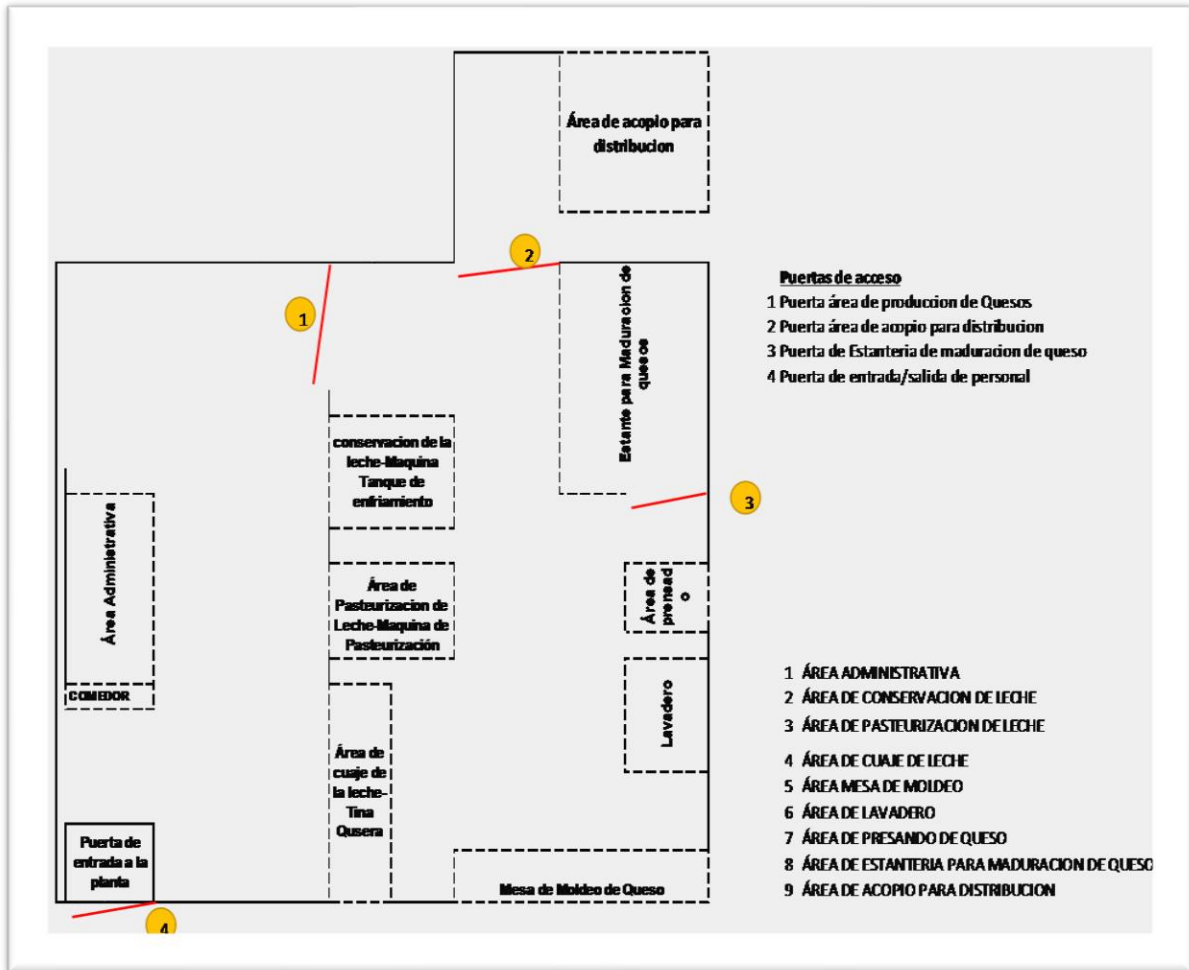 Área de acopio para
distribucion
2
1
Estante para Maduracion de
quesos
Puertas de acceso
1 Puerta área de produccion de Quesos
2 Puerta área de acopio para distribucion
3 Puerta de Estanteria de maduracion de queso
4 Puerta de entrada/salida de personal
conservacion de la
leche-Maquina
Tanque de
enfriamiento
3
Área Administrativa
Área de
Pasteurizacion de
Leche-Maquina de
Pasteurización
Área de
prensad
o
COMEDOR
Lavadero
Área de
cuaje de
la leche-
Tina
Qusera
1 ÁREA ADMINISTRATIVA
2 ÁREA DE CONSERVACION DE LECHE
3 ÁREA DE PASTEURIZACION DE LECHE
4 ÁREA DE CUAJE DE LECHE
5 ÁREA MESA DE MOLDEO
6 ÁREA DE LAVADERO
7 ÁREA DE PRESANDO DE QUESO
8 ÁREA DE ESTANTERIA PARA MADURACION DE QUESO
9 ÁREA DE ACOPIO PARA DISTRIBUCION
Puerta de
entrada a la
planta
Mesa de Moldeo de Queso
4